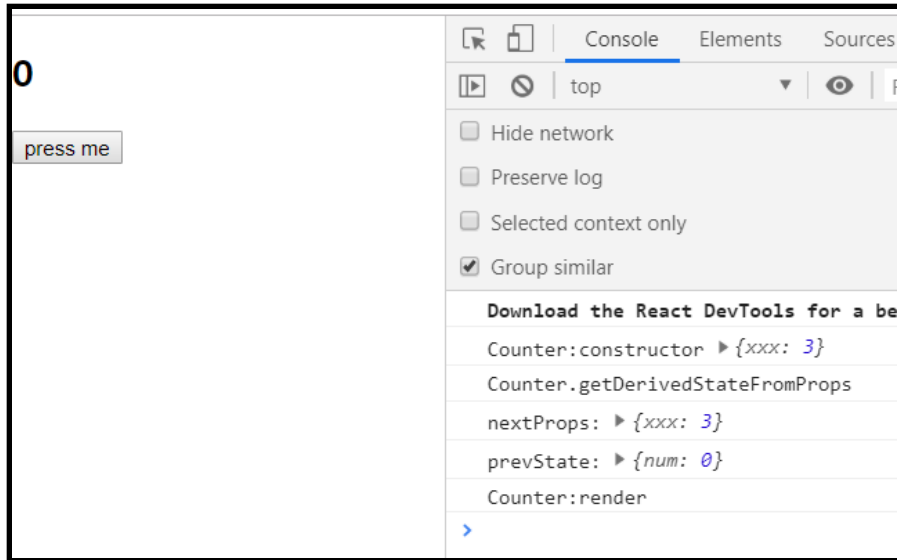 0
press me
Console Elements Sources
top
Hide network
Preserve log
Selected context only
Group similar
Download the React DevTools for a be
Counter:constructor ▶{xxx: 3}
Counter.getDerivedStateFromProps
nextProps: ▶{xxx: 3}
prevState: ▶{num: 0}
Counter:render
>